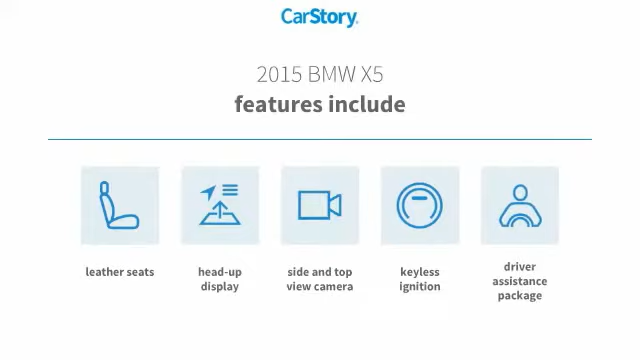 CarStory.
2015 BMW X5
features include
leather seats
head-up
display
side and top
view camera
keyless
ignition
driver
assistance
package